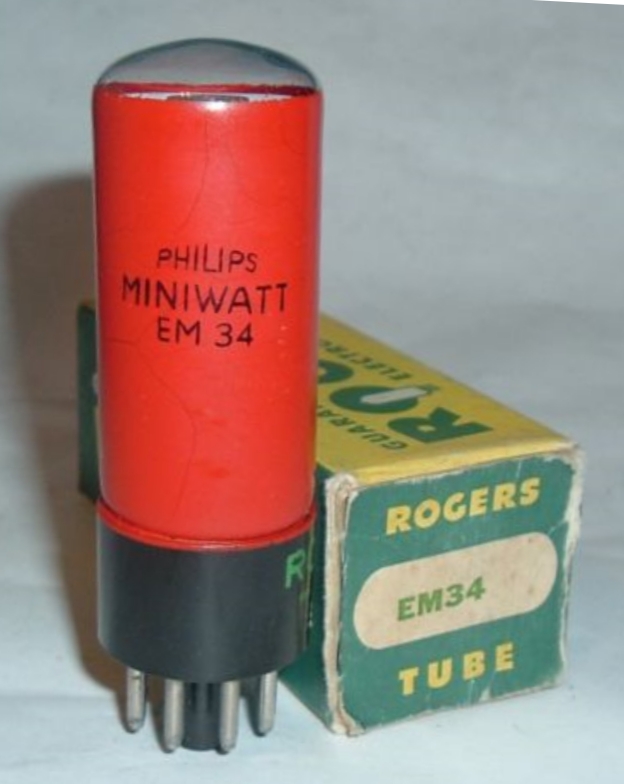 PHILIPS
MINIWATT
EM 34
ROGERS
EM34
TUBE